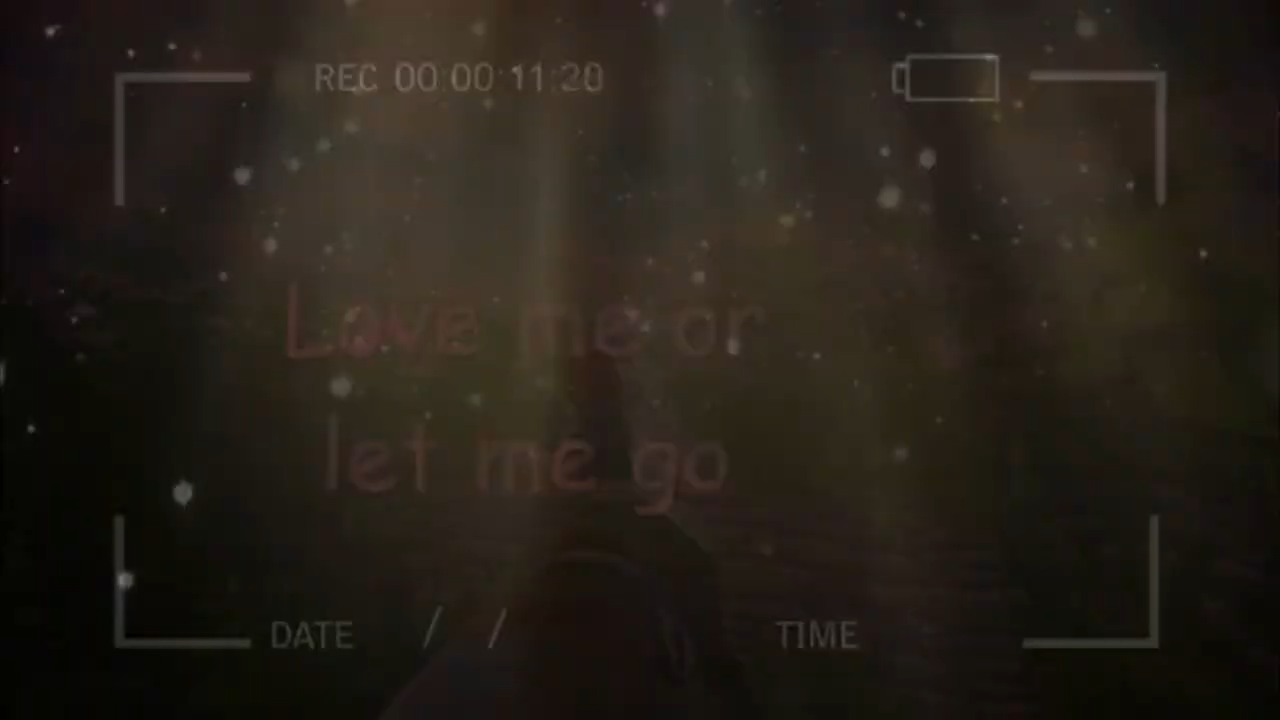 REC 00:00:11:20
Love me or
let me go
DATE / /
TIME